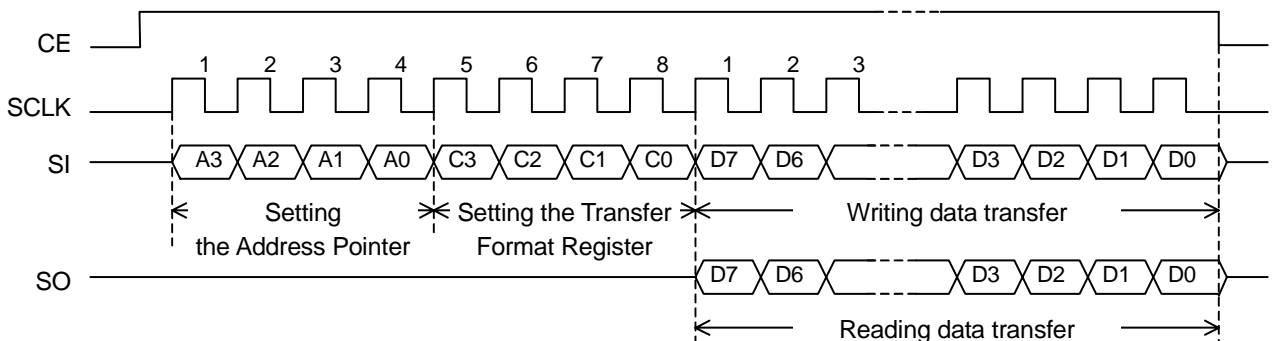 CE
1 2 3 4 5 6 7 8 1 2 3
SCLK
SI A3 A2 A1 A0 C3 C2 C1 C0 D7 D6 D3 D2 D1 D0
Setting Setting the Transfer Writing data transfer
the Address Pointer Format Register
SO D7 D6 D3 D2 D1 D0
Reading data transfer